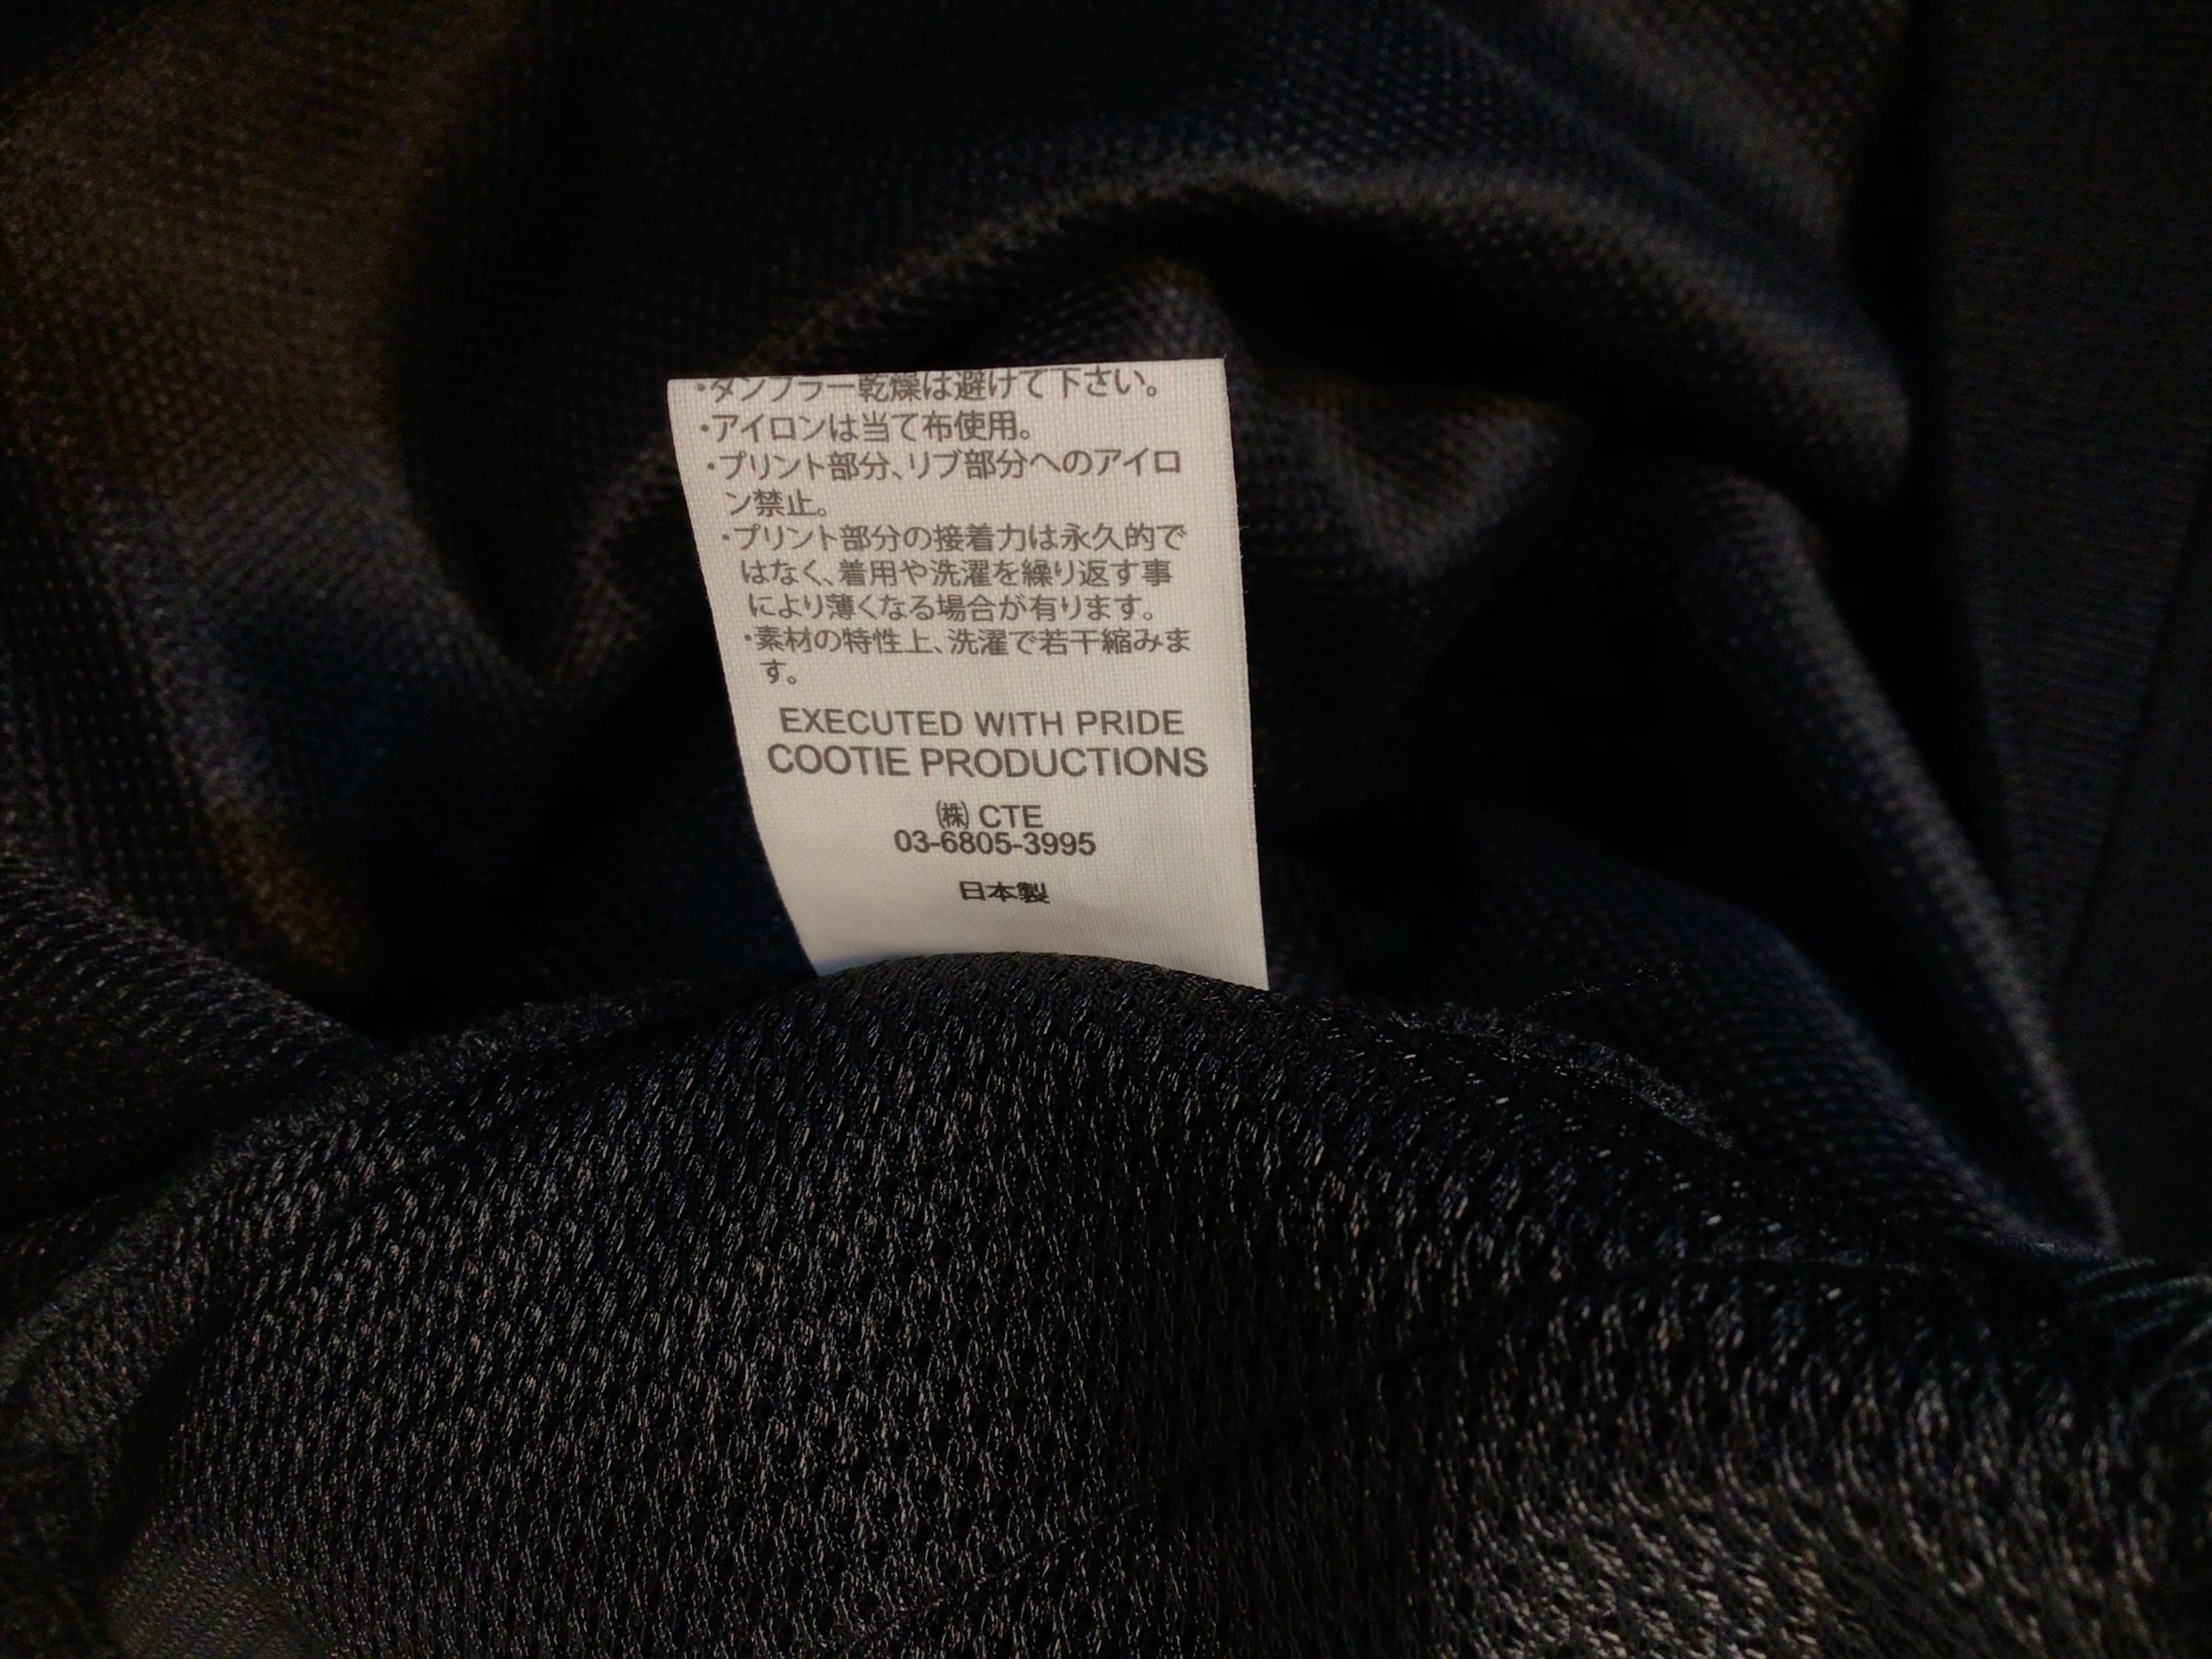 ・タンブラー乾燥は避けて下さい。
・アイロンは当て布使用。
・プリント部分、リブ部分へのアイロ
ン禁止。
・プリント部分の接着力は永久的で
はなく、着用や洗濯を繰り返す事
により薄くなる場合が有ります。
・素材の特性上、洗濯で若干縮みま
す。
EXECUTED WITH PRIDE
COOTIE PRODUCTIONS
㈱ CTE
03-6805-3995
日本製